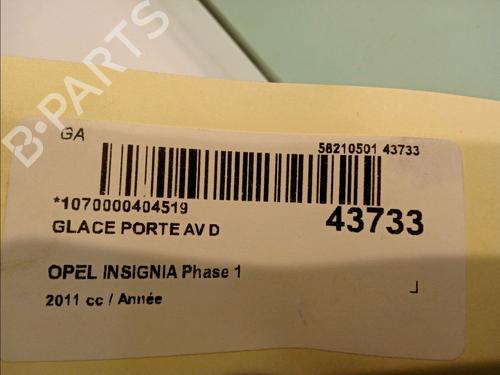 B-PARTS
GA
58210501 43733
*1070000404519
43733
GLACE PORTE AV D
OPEL INSIGNIA Phase 1
2011 cc / Année